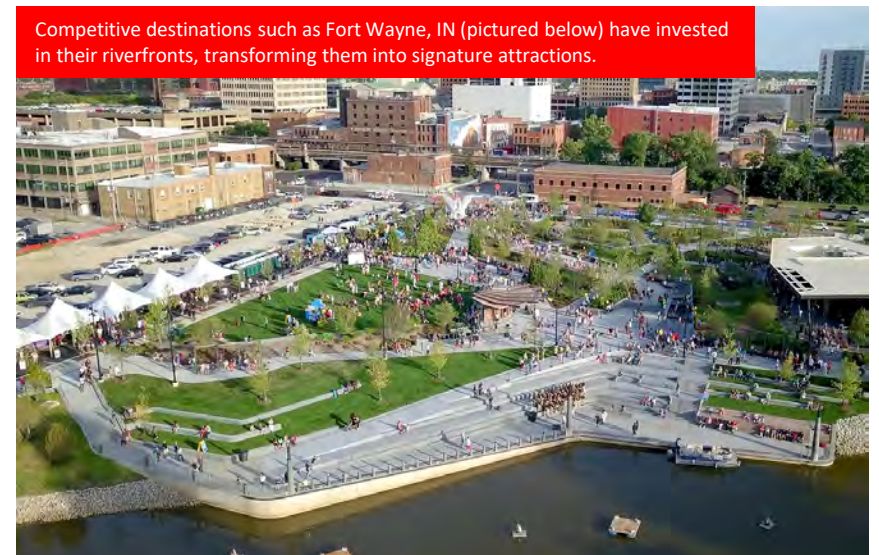 Competitive destinations such as Fort Wayne, IN (pictured below) have invested
in their riverfronts, transforming them into signature attractions.